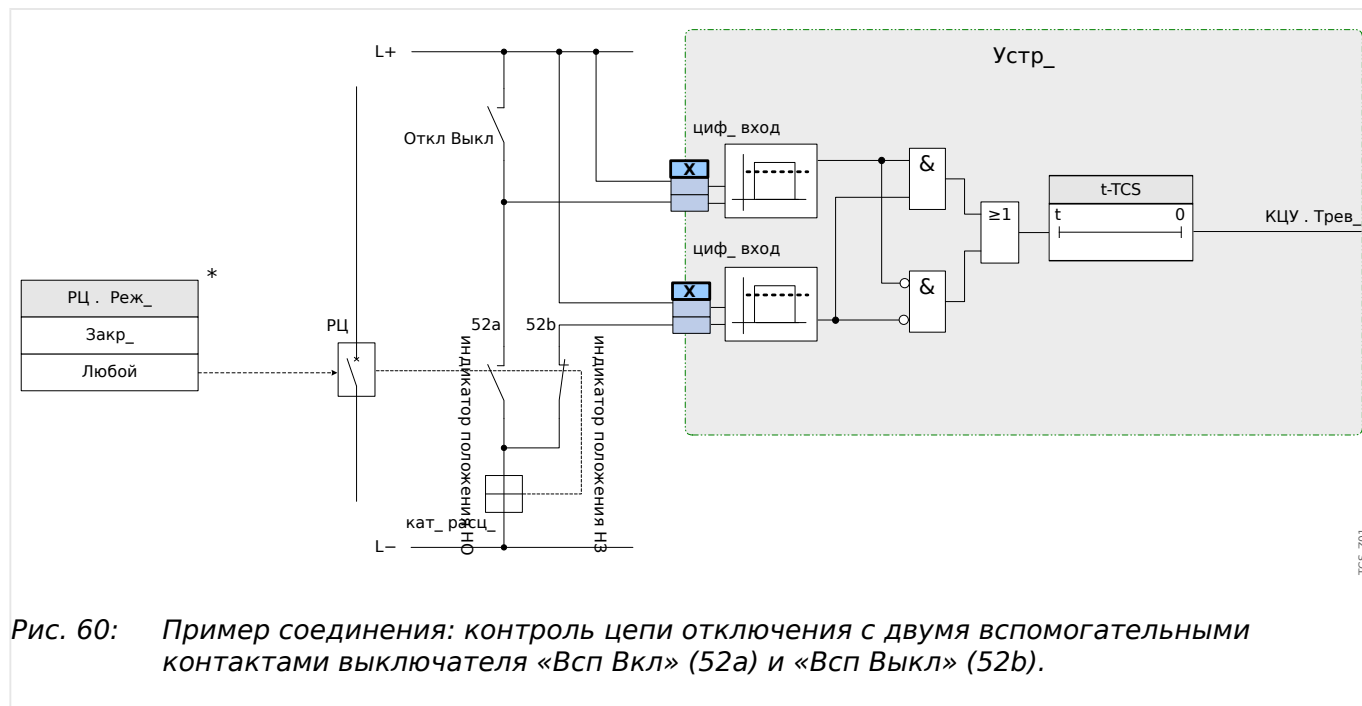 L+
Устр_
циф_ вход
Откл Выкл
X
&
t-TCS
≥1
t 0
КЦУ . Трев_
циф_ вход
*
X
&
РЦ . Реж_
РЦ
52a
52b
Закр_
Любой
индикатор положения НО
индикатор положения НЗ
кат_ расц_
L−
Рис. 60: Пример соединения: контроль цепи отключения с двумя вспомогательными
контактами выключателя «Всп Вкл» (52a) и «Всп Выкл» (52b).